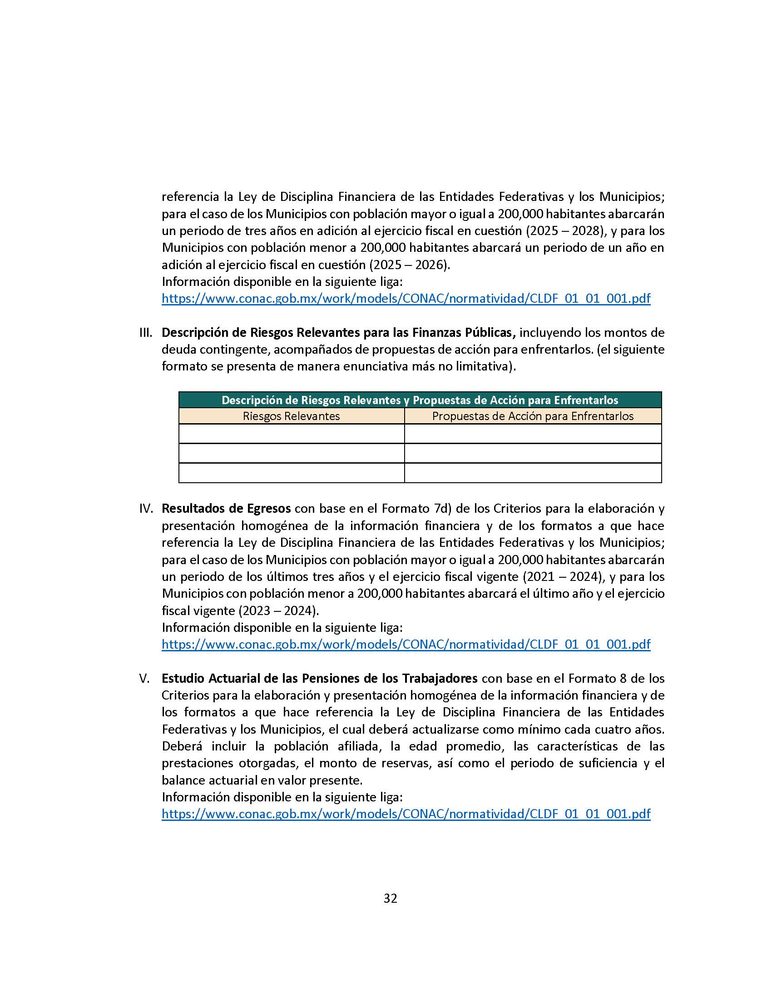 referencia la Ley de Disciplina Financiera de las Entidades Federativas y los Municipios;
para el caso de los Municipios con población mayor o igual a 200,000 habitantes abarcarán
un periodo de tres años en adición al ejercicio fiscal en cuestión (2025 – 2028), y para los
Municipios con población menor a 200,000 habitantes abarcará un periodo de un año en
adición al ejercicio fiscal en cuestión (2025 – 2026).
Información disponible en la siguiente liga:
https://www.conac.gob.mx/work/models/CONAC/normatividad/CLDF_01_01_001.pdf
III. Descripción de Riesgos Relevantes para las Finanzas Públicas, incluyendo los montos de
deuda contingente, acompañados de propuestas de acción para enfrentarlos. (el siguiente
formato se presenta de manera enunciativa más no limitativa).
Descripción de Riesgos Relevantes y Propuestas de Acción para Enfrentarlos
Riesgos Relevantes Propuestas de Acción para Enfrentarlos
IV. Resultados de Egresos con base en el Formato 7d) de los Criterios para la elaboración y
presentación homogénea de la información financiera y de los formatos a que hace
referencia la Ley de Disciplina Financiera de las Entidades Federativas y los Municipios;
para el caso de los Municipios con población mayor o igual a 200,000 habitantes abarcarán
un periodo de los últimos tres años y el ejercicio fiscal vigente (2021 – 2024), y para los
Municipios con población menor a 200,000 habitantes abarcará el último año y el ejercicio
fiscal vigente (2023 – 2024).
Información disponible en la siguiente liga:
https://www.conac.gob.mx/work/models/CONAC/normatividad/CLDF_01_01_001.pdf
V. Estudio Actuarial de las Pensiones de los Trabajadores con base en el Formato 8 de los
Criterios para la elaboración y presentación homogénea de la información financiera y de
los formatos a que hace referencia la Ley de Disciplina Financiera de las Entidades
Federativas y los Municipios, el cual deberá actualizarse como mínimo cada cuatro años.
Deberá incluir la población afiliada, la edad promedio, las características de las
prestaciones otorgadas, el monto de reservas, así como el periodo de suficiencia y el
balance actuarial en valor presente.
Información disponible en la siguiente liga:
https://www.conac.gob.mx/work/models/CONAC/normatividad/CLDF_01_01_001.pdf
32